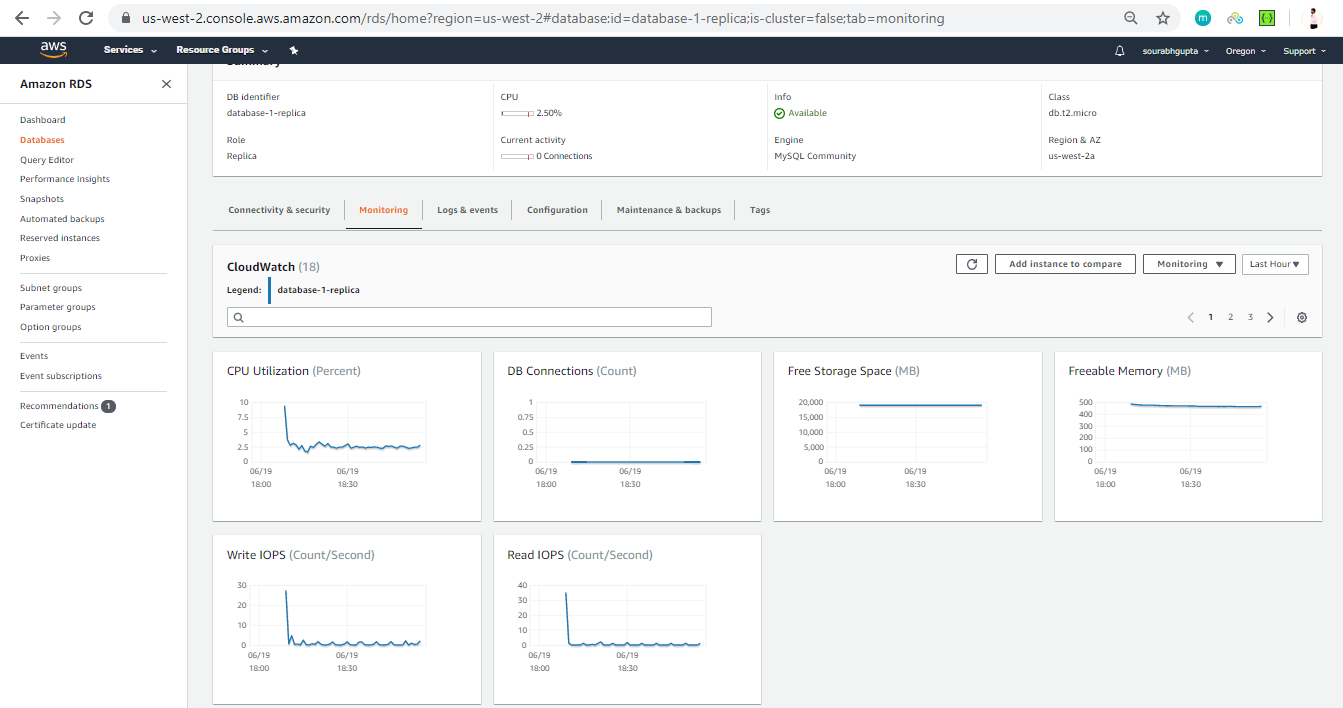 us-west-2.console.aws.amazon.com/rds/home?region=us-west-2#database:id=database-1-replica;is-cluster=false;tab=monitoring
m
aws
Services
Resource Groups
sourabhgupta
Oregon
Support
Amazon RDS
Dashboard
Databases
Query Editor
Performance Insights
Snapshots
Automated backups
Reserved instances
Proxies
Subnet groups
Parameter groups
Option groups
Events
Event subscriptions
Recommendations 1
Certificate update
Summary
DB identifier
database-1-replica
CPU
2.50%
Info
Available
Class
db.t2.micro
Role
Replica
Current activity
0 Connections
Engine
MySQL Community
Region & AZ
us-west-2a
Connectivity & security
Monitoring
Logs & events
Configuration
Maintenance & backups
Tags
CloudWatch (18)
Add instance to compare
Monitoring
Last Hour
Legend: database-1-replica
1 2 3
CPU Utilization (Percent)
10
7.5
5
2.5
0
06/19 06/19
18:00 18:30
DB Connections (Count)
1
0.75
0.5
0.25
0
06/19 06/19
18:00 18:30
Free Storage Space (MB)
20,000
15,000
10,000
5,000
0
06/19 06/19
18:00 18:30
Freeable Memory (MB)
500
400
300
200
100
0
06/19 06/19
18:00 18:30
Write IOPS (Count/Second)
30
20
10
0
06/19 06/19
18:00 18:30
Read IOPS (Count/Second)
40
30
20
10
0
06/19 06/19
18:00 18:30